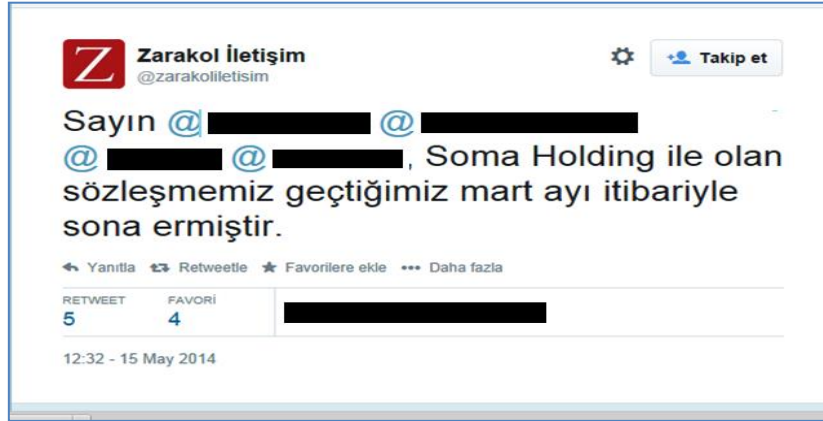 Z
Zarakol İletişim
@zarakoliletisim
Takip et
Sayın @ @
@ @ , Soma Holding ile olan
sözleşmemiz geçtiğimiz mart ayı itibariyle
sona ermiştir.
Yanıtla Retweetle Favorilere ekle Daha fazla
RETWEET FAVORİ
5 4
12:32 - 15 May 2014